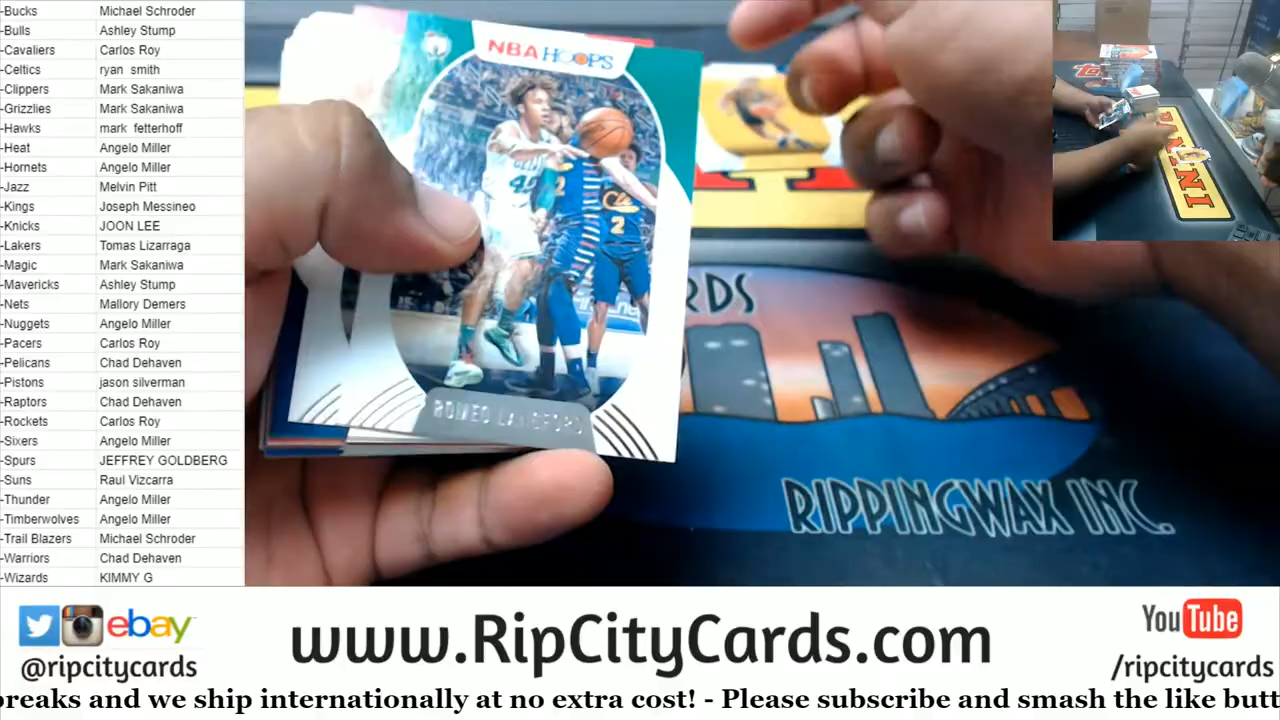 -Bucks Michael Schroder
-Bulls Ashley Stump
-Cavaliers Carlos Roy
-Celtics ryan smith
-Clippers Mark Sakaniwa
-Grizzlies Mark Sakaniwa
-Hawks mark fetterhoff
-Heat Angelo Miller
-Hornets Angelo Miller
-Jazz Melvin Pitt
-Kings Joseph Messineo
-Knicks JOON LEE
-Lakers Tomas Lizarraga
-Magic Mark Sakaniwa
-Mavericks Ashley Stump
-Nets Mallory Demers
-Nuggets Angelo Miller
-Pacers Carlos Roy
-Pelicans Chad Dehaven
-Pistons jason silverman
-Raptors Chad Dehaven
-Rockets Carlos Roy
-Sixers Angelo Miller
-Spurs JEFFREY GOLDBERG
-Suns Raul Vizcarra
-Thunder Angelo Miller
-Timberwolves Angelo Miller
-Trail Blazers Michael Schroder
-Warriors Chad Dehaven
-Wizards KIMMY G
NBA HOOPS
2
ROMEO LANGFORD
RDS
RIPPINGWAX INC.
ebay
@ripcitycards
www.RipCityCards.com
YouTube
/ripcitycards
breaks and we ship internationally at no extra cost! - Please subscribe and smash the like butt